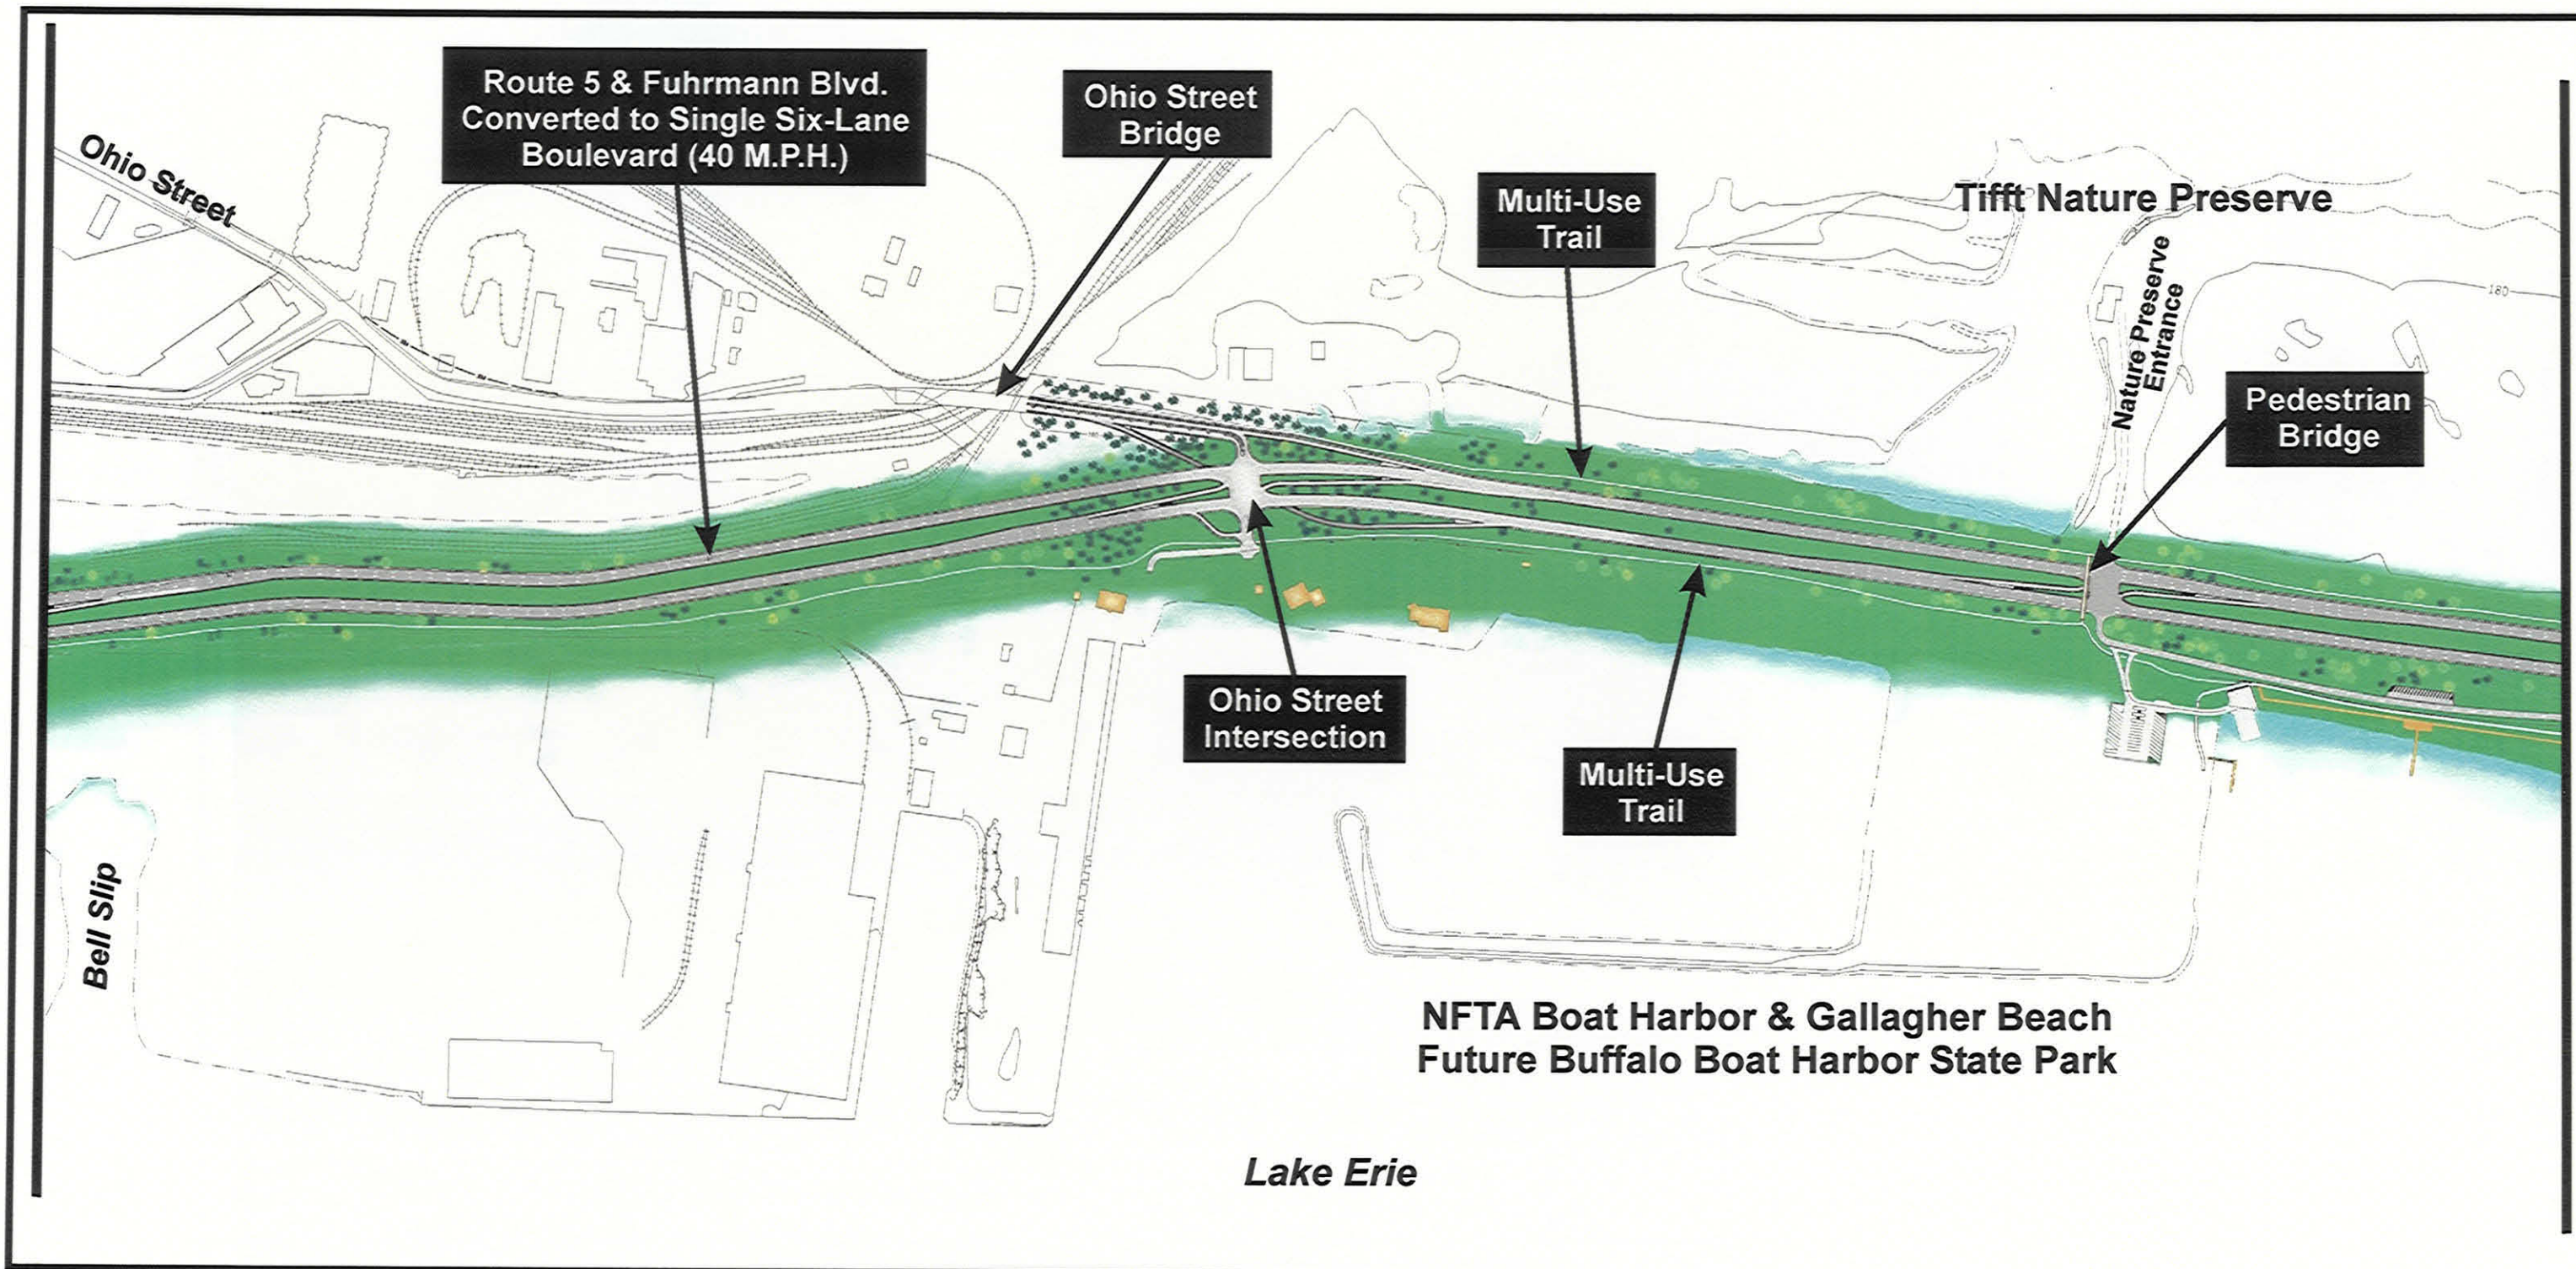 Route 5 & Fuhrmann Blvd.
Converted to Single Six-Lane
Boulevard (40 M.P.H.)
Ohio Street
Bridge
Ohio Street
Multi-Use
Trail
Tifft Nature Preserve
Nature Preserve
Entrance
180
Pedestrian
Bridge
Ohio Street
Intersection
Multi-Use
Trail
Bell Slip
NFTA Boat Harbor & Gallagher Beach
Future Buffalo Boat Harbor State Park
Lake Erie